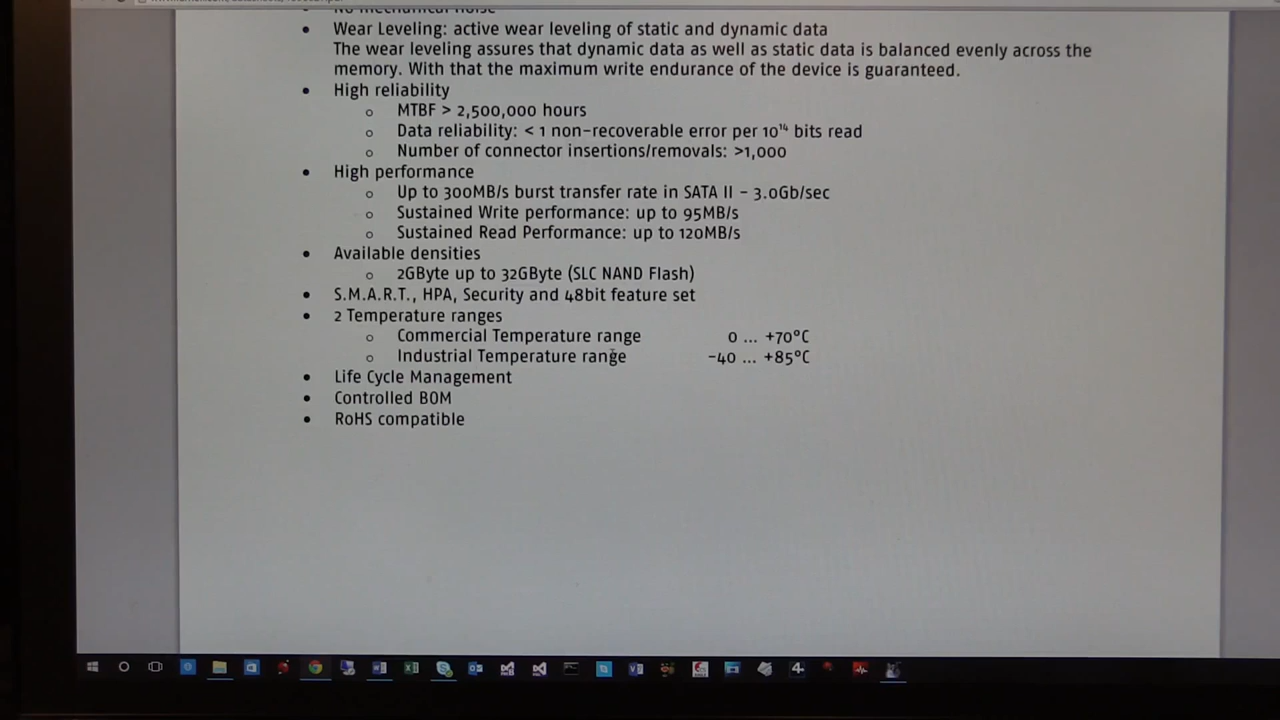 No mechanical noise
• Wear Leveling: active wear leveling of static and dynamic data
The wear leveling assures that dynamic data as well as static data is balanced evenly across the
memory. With that the maximum write endurance of the device is guaranteed.
• High reliability
o MTBF > 2,500,000 hours
o Data reliability: < 1 non-recoverable error per 10¹⁴ bits read
o Number of connector insertions/removals: >1,000
• High performance
o Up to 300MB/s burst transfer rate in SATA II – 3.0Gb/sec
o Sustained Write performance: up to 95MB/s
o Sustained Read Performance: up to 120MB/s
• Available densities
o 2GByte up to 32GByte (SLC NAND Flash)
• S.M.A.R.T., HPA, Security and 48bit feature set
• 2 Temperature ranges
o Commercial Temperature range 0 ... +70°C
o Industrial Temperature range -40 ... +85°C
• Life Cycle Management
• Controlled BOM
• RoHS compatible